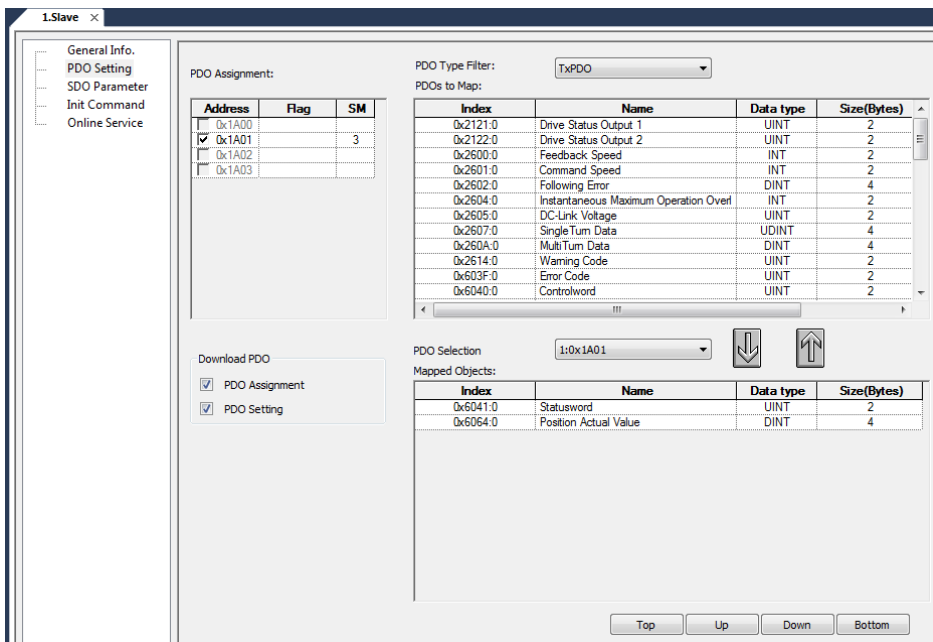 1.Slave ×
General Info.
PDO Setting
SDO Parameter
Init Command
Online Service
PDO Assignment:
Address Flag SM
0x1A00
0x1A01 3
0x1A02
0x1A03
Download PDO
PDO Assignment
PDO Setting
PDO Type Filter: TxPDO
PDOs to Map:
Index Name Data type Size(Bytes)
0x2121:0 Drive Status Output 1 UINT 2
0x2122:0 Drive Status Output 2 UINT 2
0x2600:0 Feedback Speed INT 2
0x2601:0 Command Speed INT 2
0x2602:0 Following Error DINT 4
0x2604:0 Instantaneous Maximum Operation Overl INT 2
0x2605:0 DC-Link Voltage UINT 2
0x2607:0 SingleTurn Data UDINT 4
0x260A:0 MultiTurn Data DINT 4
0x2614:0 Warning Code UINT 2
0x603F:0 Error Code UINT 2
0x6040:0 Controlword UINT 2
PDO Selection 1:0x1A01
Mapped Objects:
Index Name Data type Size(Bytes)
0x6041:0 Statusword UINT 2
0x6064:0 Position Actual Value DINT 4
Top Up Down Bottom